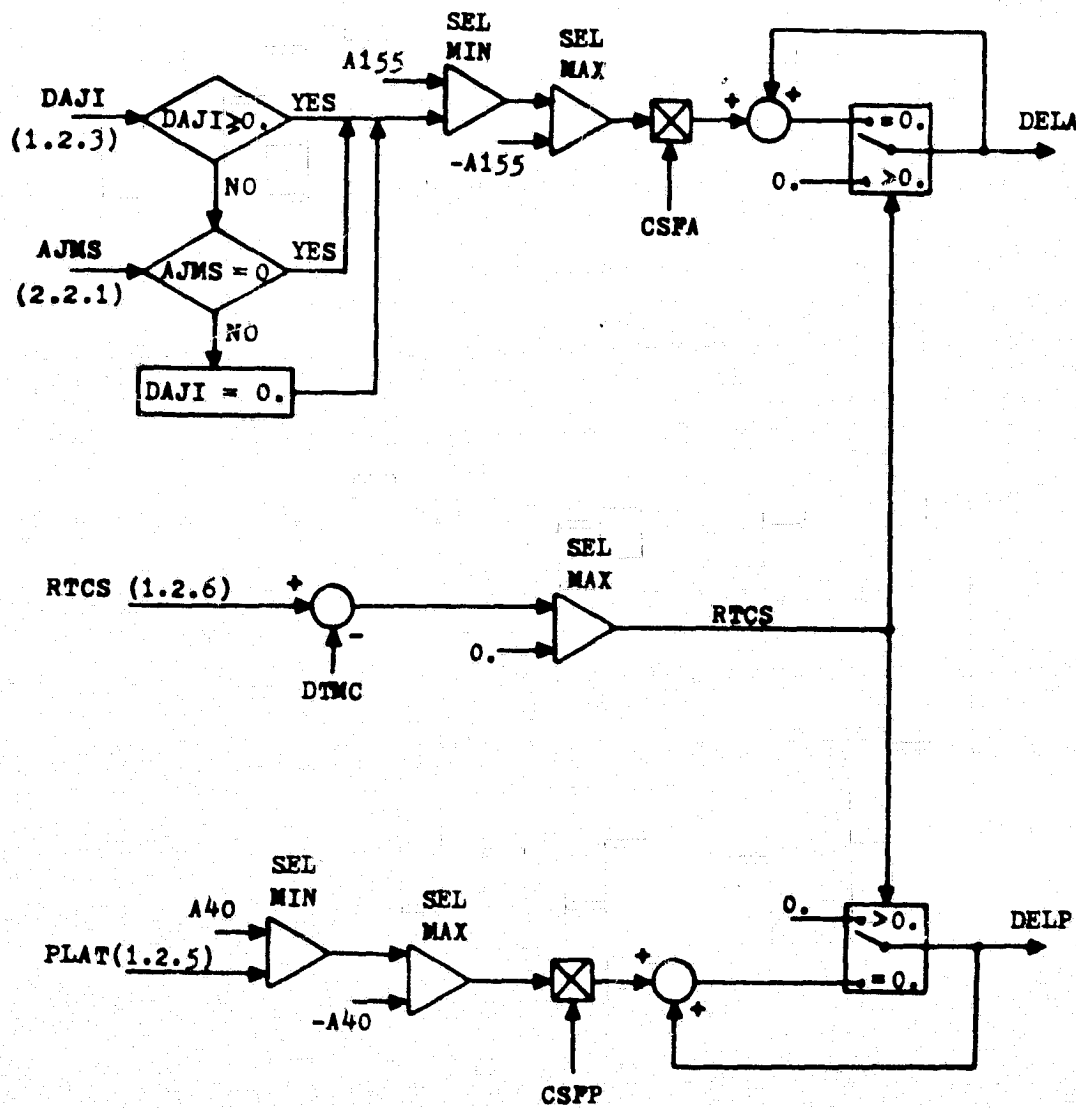 SEL
MIN
SEL
MAX
A155
DAJI
(1.2.3)
DAJI≥0.
YES
-A155
CSFA
+
+
= 0.
0.
≥0.
DELA
NO
AJMS
(2.2.1)
AJMS = 0
YES
NO
DAJI = 0.
RTCS (1.2.6)
+
-
DTMC
SEL
MAX
0.
RTCS
SEL
MIN
A40
PLAT(1.2.5)
SEL
MAX
-A40
CSFP
+
+
0.
>0.
= 0.
DELP